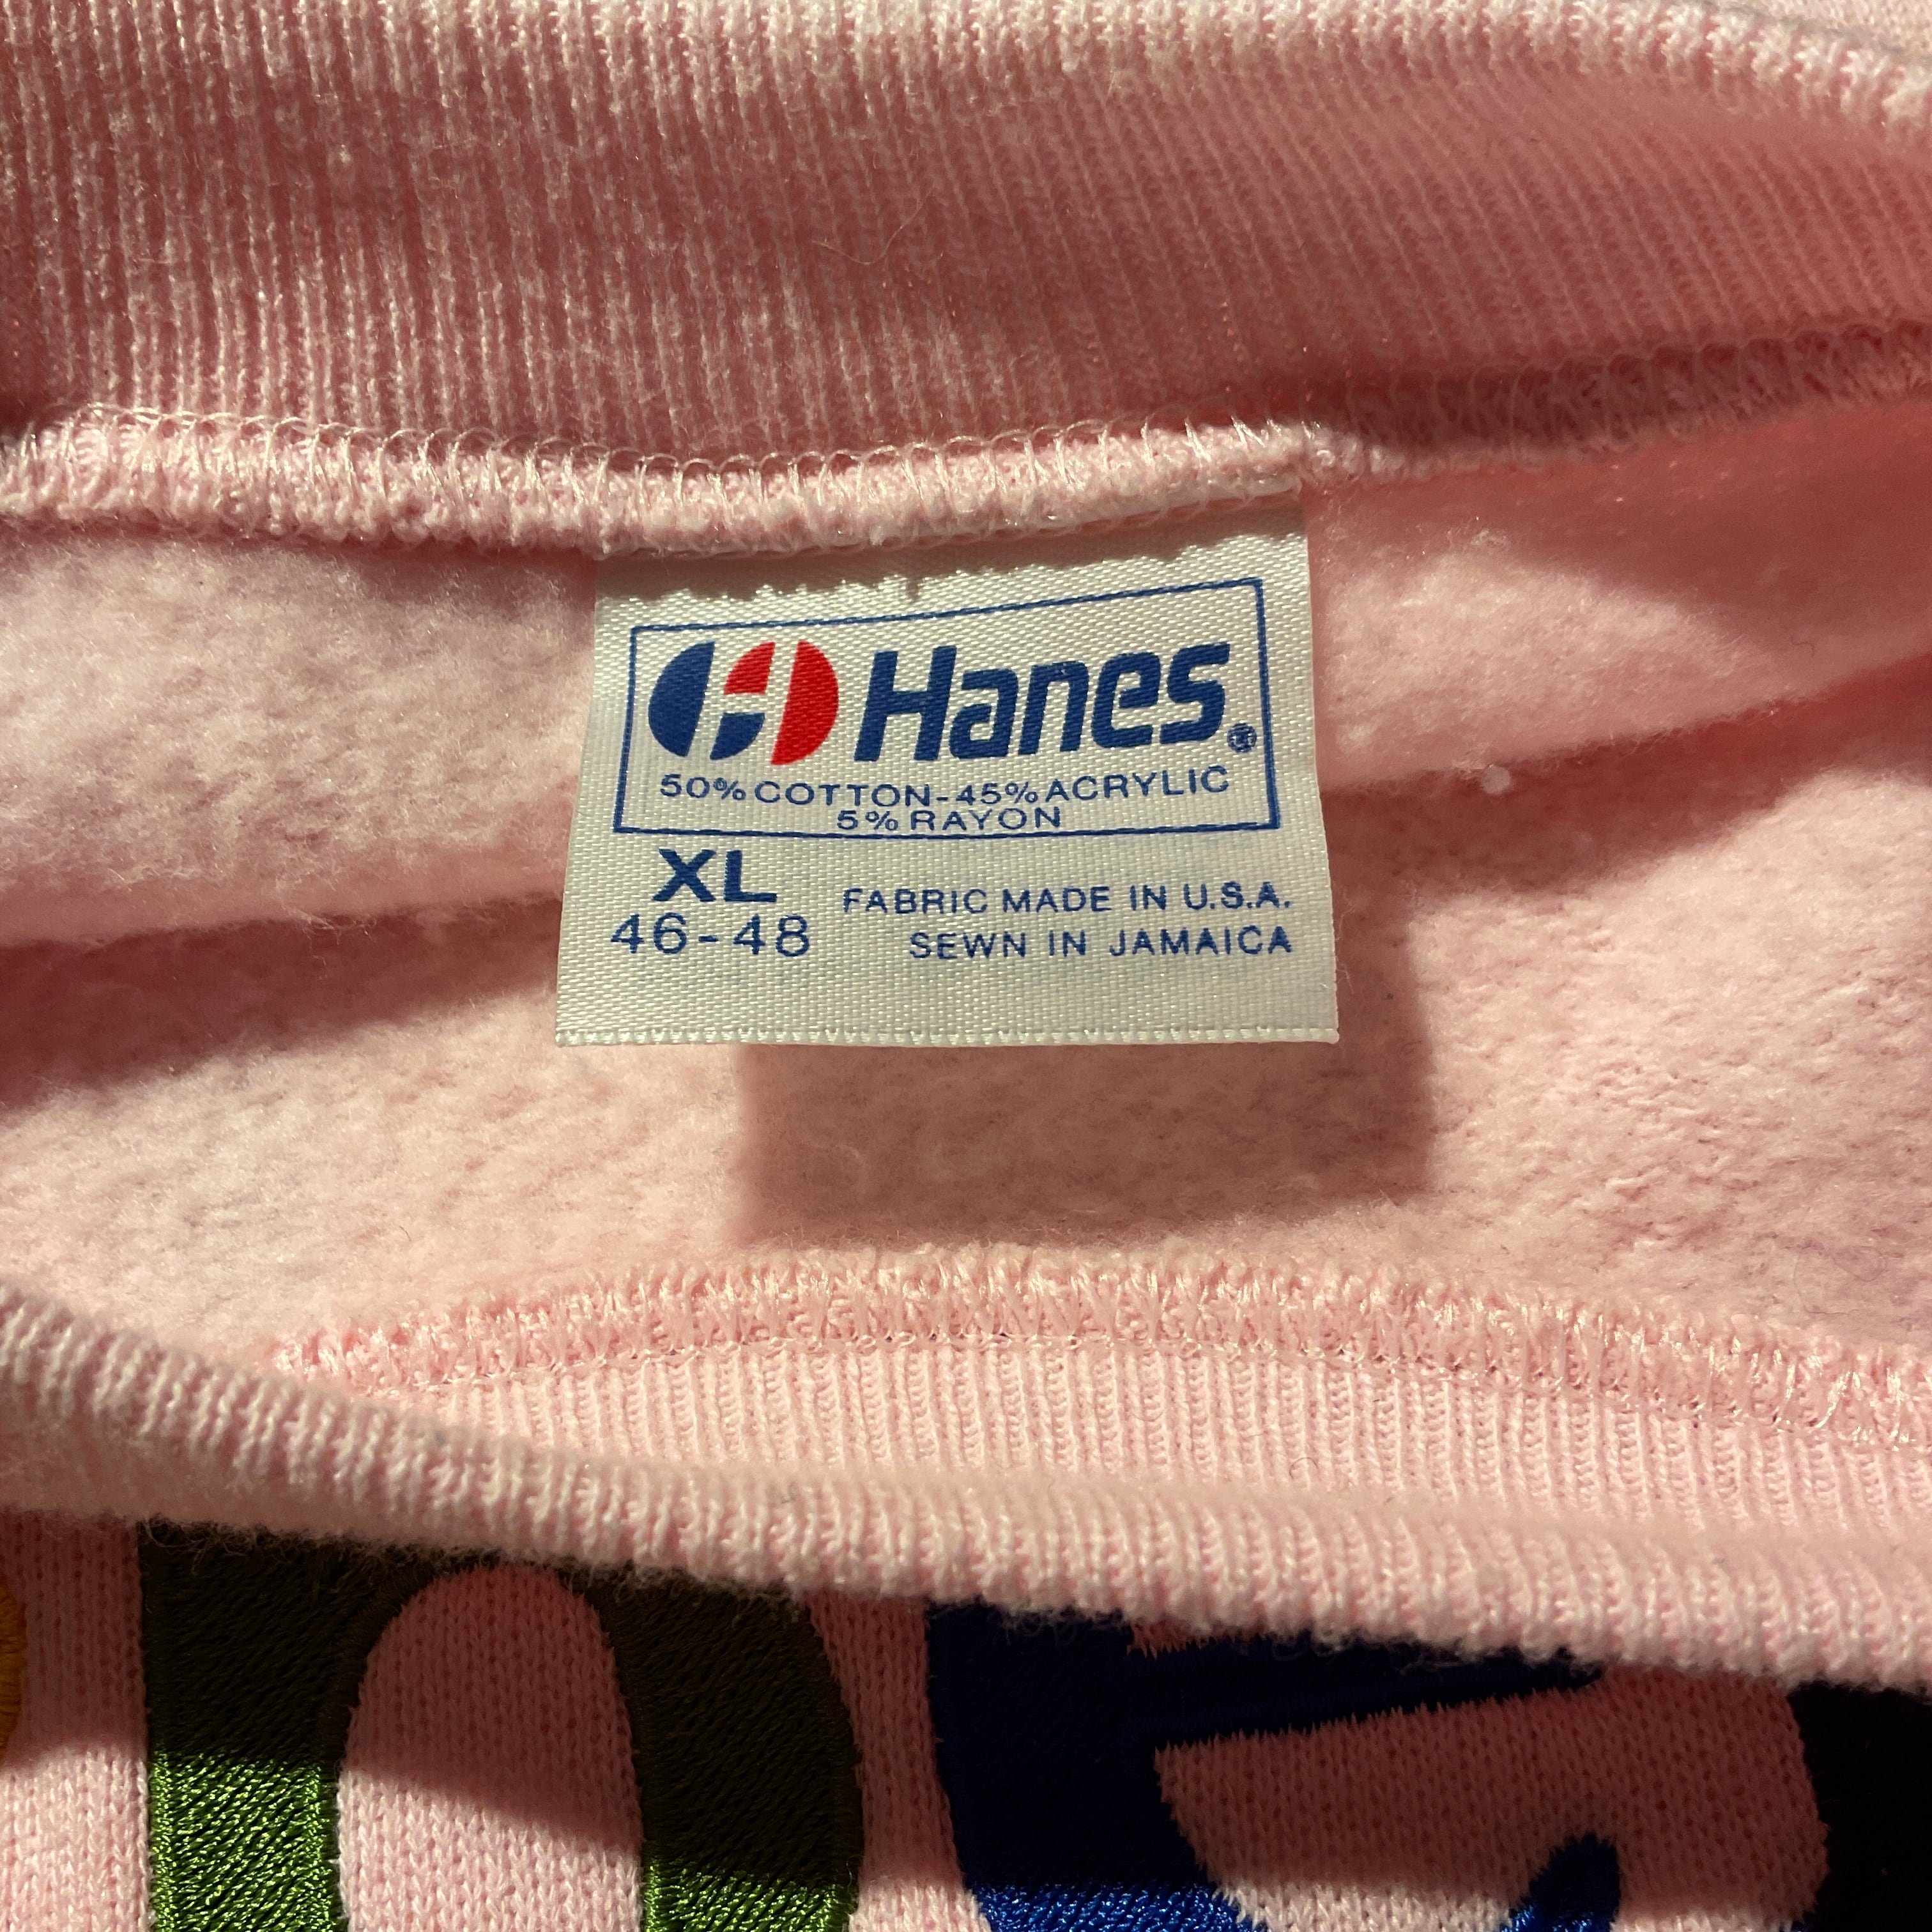 Hanes®
50% COTTON-45% ACRYLIC
5% RAYON
XL
46-48
FABRIC MADE IN U.S.A.
SEWN IN JAMAICA